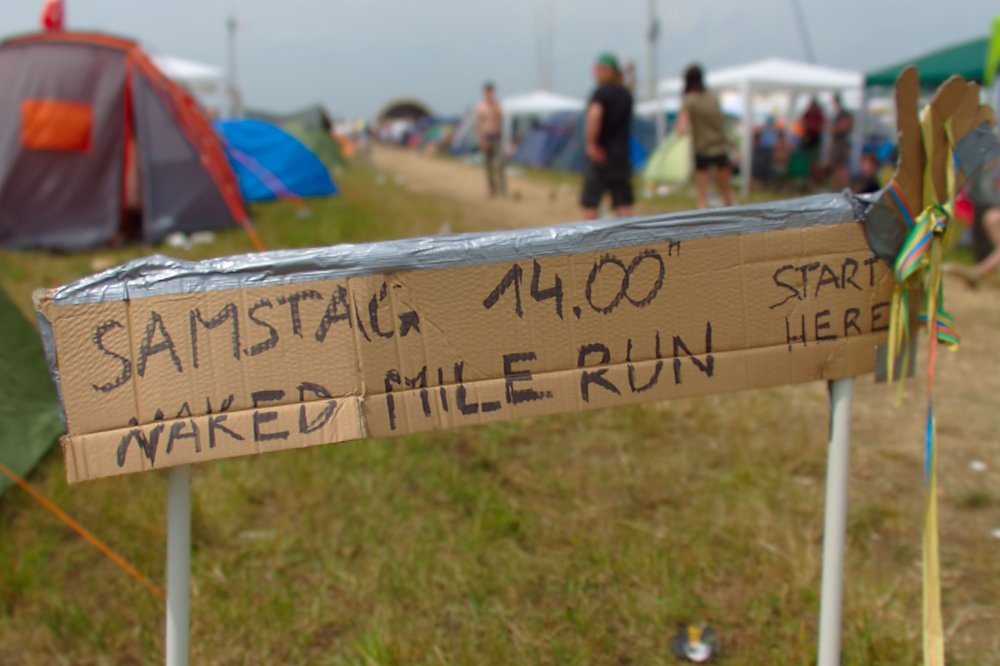 SAMSTAG 14.00"
NAKED MILE RUN
START
HERE